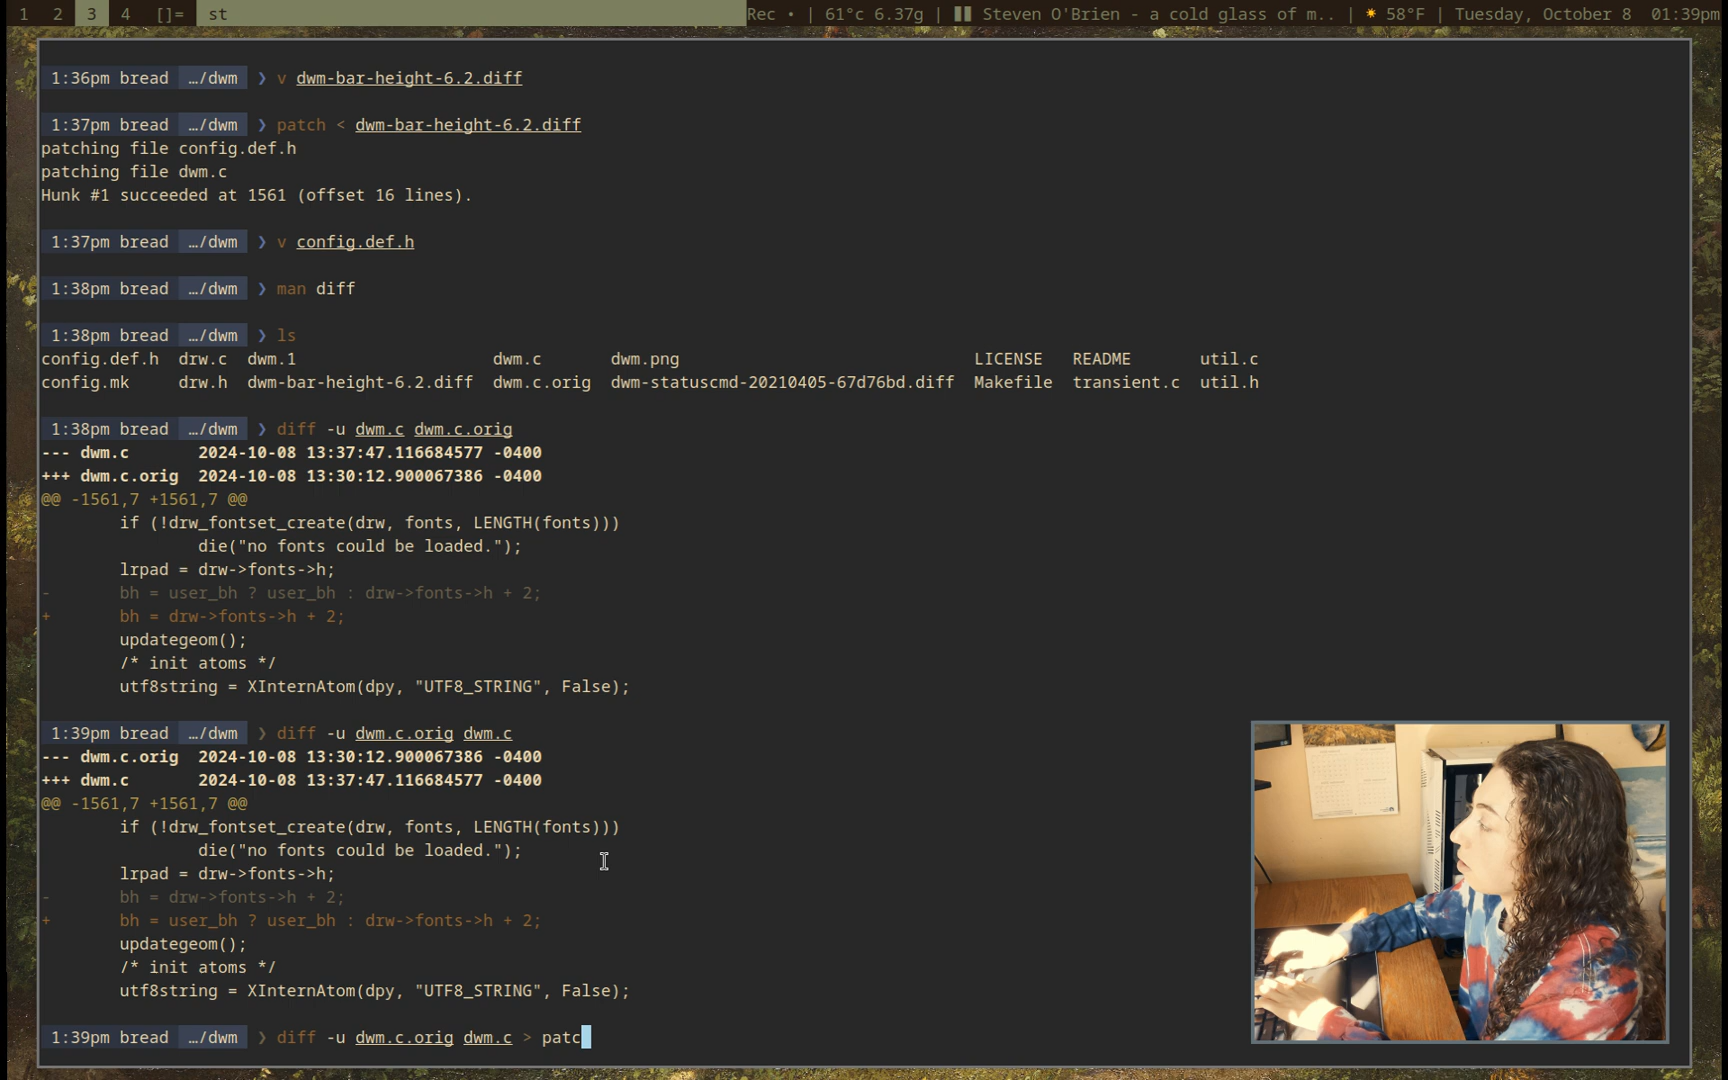 1 2 3 4 []= st Rec • | 61°c 6.37g | ▮▮ Steven O'Brien - a cold glass of m.. | ☀ 58°F | Tuesday, October 8 01:39pm
1:36pm bread …/dwm ❯ v dwm-bar-height-6.2.diff
1:37pm bread …/dwm ❯ patch < dwm-bar-height-6.2.diff
patching file config.def.h
patching file dwm.c
Hunk #1 succeeded at 1561 (offset 16 lines).
1:37pm bread …/dwm ❯ v config.def.h
1:38pm bread …/dwm ❯ man diff
1:38pm bread …/dwm ❯ ls
config.def.h drw.c dwm.1 dwm.c dwm.png LICENSE README util.c
config.mk drw.h dwm-bar-height-6.2.diff dwm.c.orig dwm-statuscmd-20210405-67d76bd.diff Makefile transient.c util.h
1:38pm bread …/dwm ❯ diff -u dwm.c dwm.c.orig
--- dwm.c 2024-10-08 13:37:47.116684577 -0400
+++ dwm.c.orig 2024-10-08 13:30:12.900067386 -0400
@@ -1561,7 +1561,7 @@
if (!drw_fontset_create(drw, fonts, LENGTH(fonts)))
die("no fonts could be loaded.");
lrpad = drw->fonts->h;
- bh = user_bh ? user_bh : drw->fonts->h + 2;
+ bh = drw->fonts->h + 2;
updategeom();
/* init atoms */
utf8string = XInternAtom(dpy, "UTF8_STRING", False);
1:39pm bread …/dwm ❯ diff -u dwm.c.orig dwm.c
--- dwm.c.orig 2024-10-08 13:30:12.900067386 -0400
+++ dwm.c 2024-10-08 13:37:47.116684577 -0400
@@ -1561,7 +1561,7 @@
if (!drw_fontset_create(drw, fonts, LENGTH(fonts)))
die("no fonts could be loaded.");
lrpad = drw->fonts->h;
- bh = drw->fonts->h + 2;
+ bh = user_bh ? user_bh : drw->fonts->h + 2;
updategeom();
/* init atoms */
utf8string = XInternAtom(dpy, "UTF8_STRING", False);
1:39pm bread …/dwm ❯ diff -u dwm.c.orig dwm.c > patc